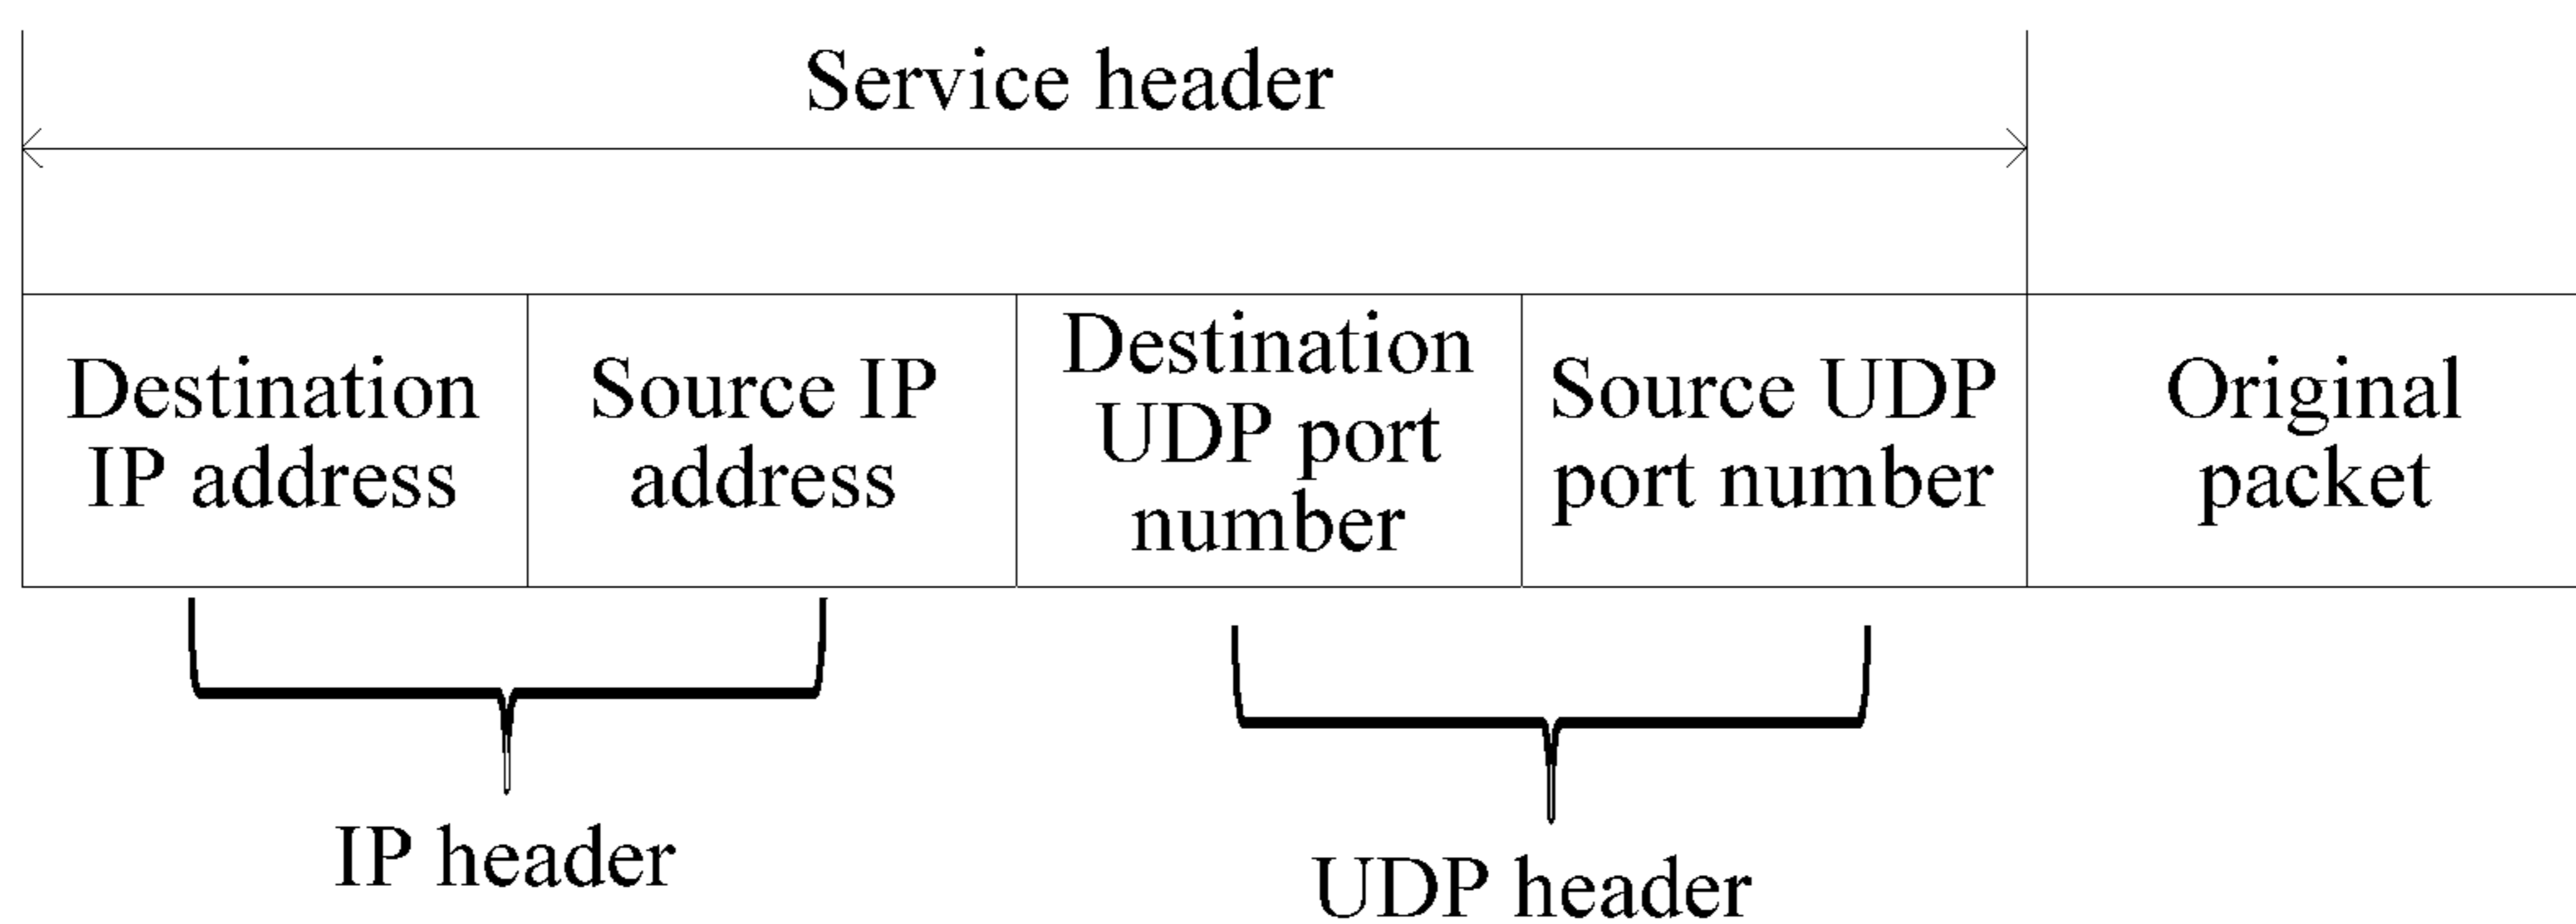 Service header
Destination
IP address
Source IP
address
Destination
UDP port
number
Source UDP
port number
Original
packet
IP header
UDP header